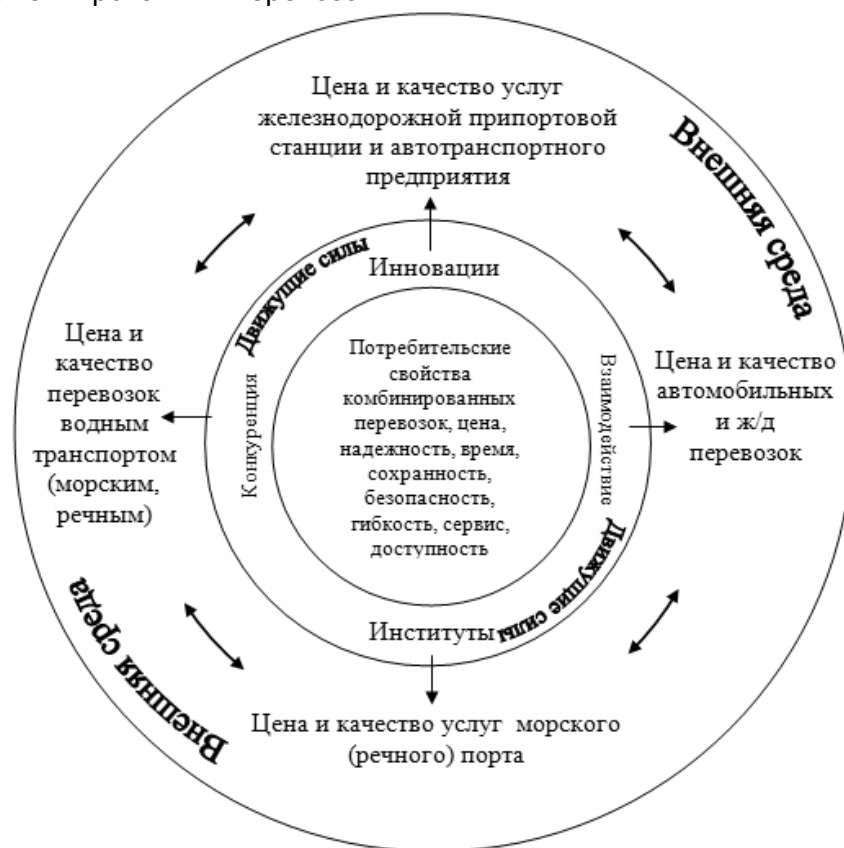 Цена и качество услуг
железнодорожной припортовой
станции и автотранспортного
предприятия
Внешняя среда
Движущие силы
Инновации
Цена и
качество
перевозок
водным
транспортом
(морским,
речным)
Конкуренция
Потребительские
свойства
комбинированных
перевозок, цена,
надежность, время,
сохранность,
безопасность,
гибкость, сервис,
доступность
Взаимодействие
Цена и качество
автомобильных
и ж/д
перевозок
Движущие силы
Институты
Внешняя среда
Цена и качество услуг морского
(речного) порта